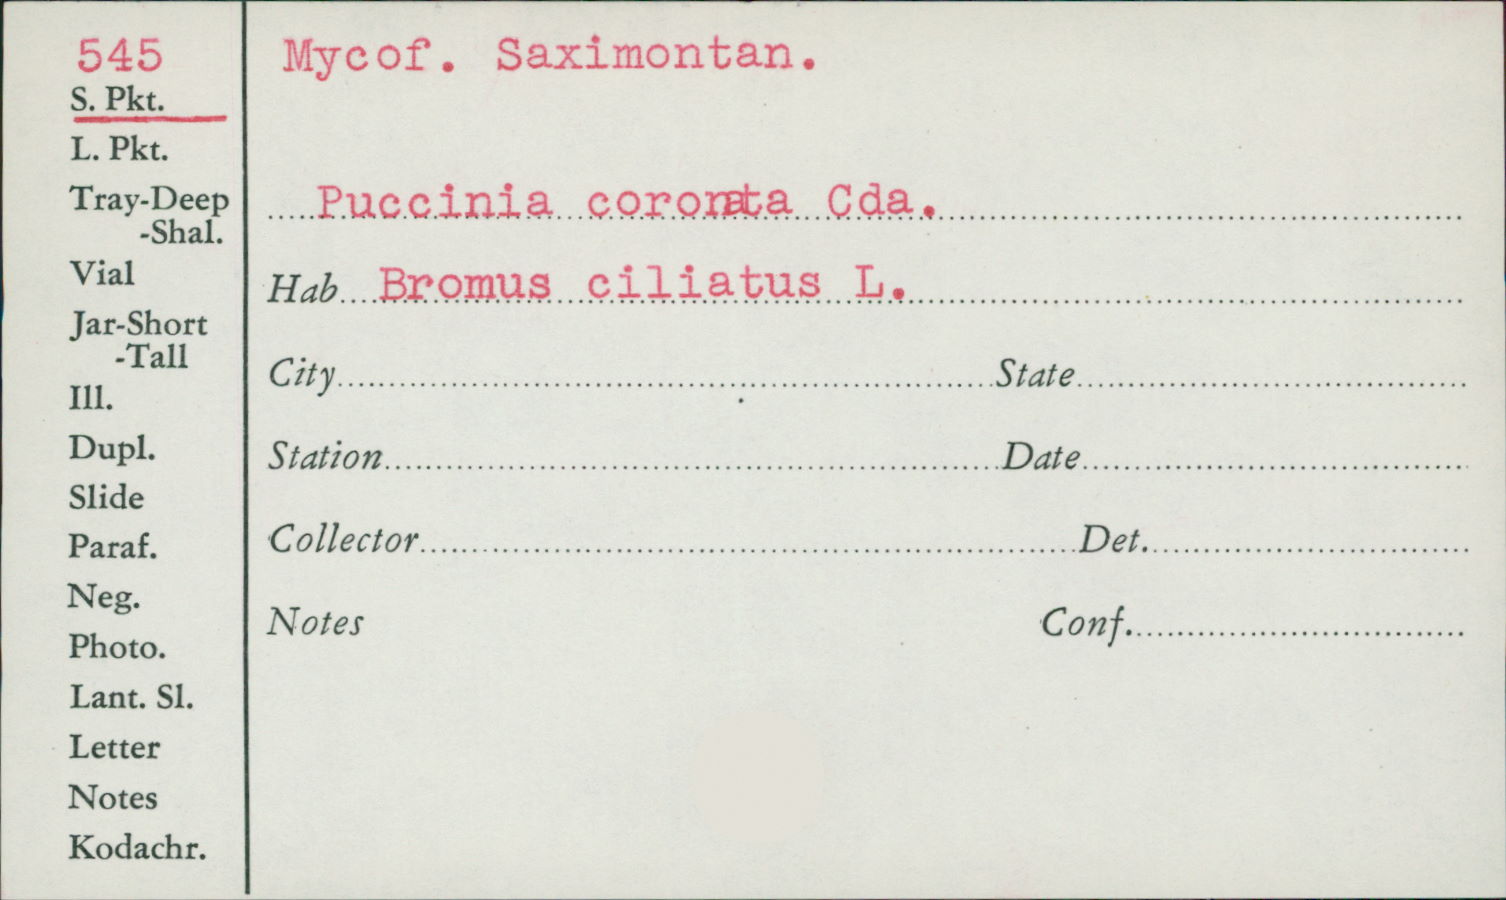 545
S. Pkt.
L. Pkt.
Tray-Deep
-Shal.
Vial
Jar-Short
-Tall
Ill.
Dupl.
Slide
Paraf.
Neg.
Photo.
Lant. Sl.
Letter
Notes
Kodachr.
Mycof. Saximontan.
Puccinia coronata Cda.
Hab Bromus ciliatus L.
City State
Station Date
Collector Det.
Notes Conf.